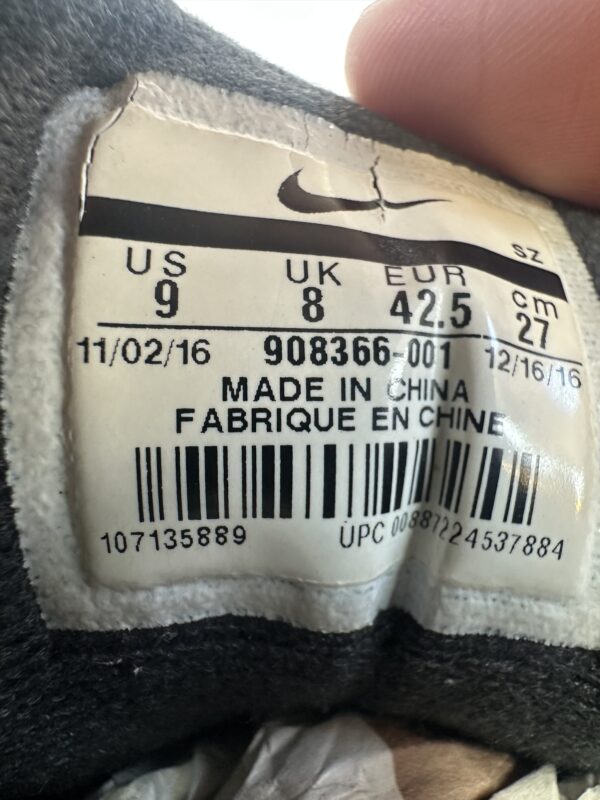 SZ
US UK EUR cm
9 8 42.5 27
11/02/16 908366-001 12/16/16
MADE IN CHINA
FABRIQUE EN CHINE
107135889 UPC 00887224537884